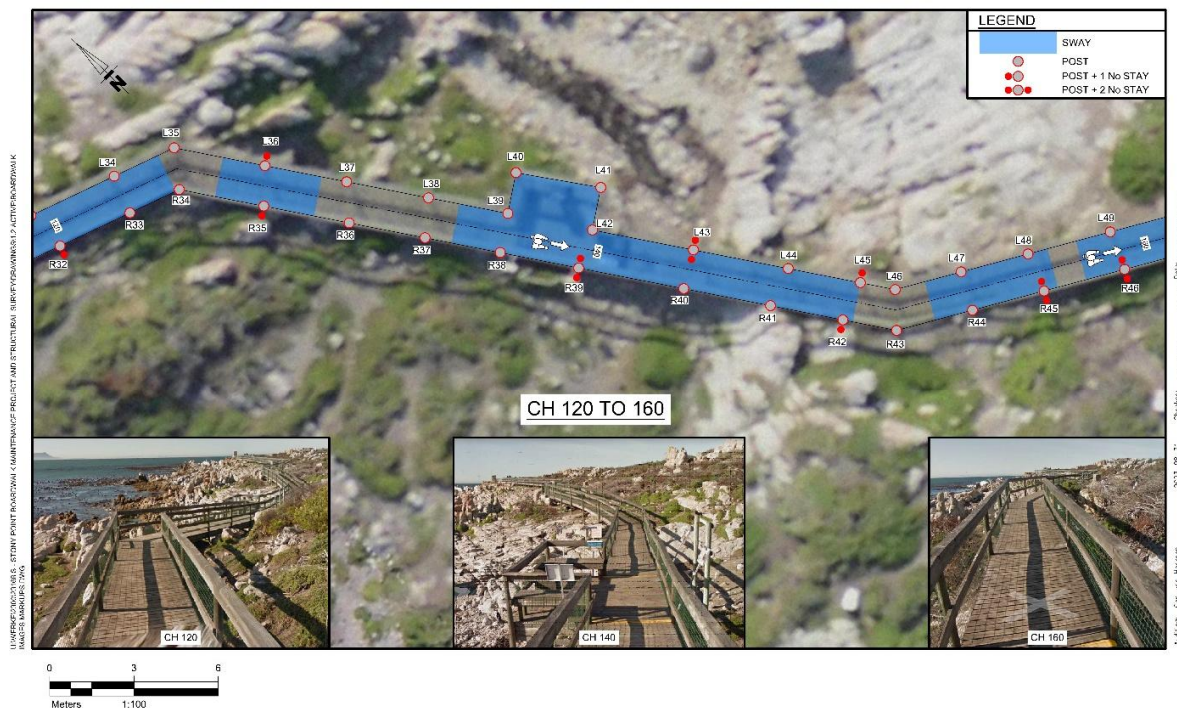 LEGEND
SWAY
POST
POST + 1 No STAY
POST + 2 No STAY
N
L34
L35
L36
L37
L38
L39
L40
L41
L42
L43
L44
L45
L46
L47
L48
L49
R32
R33
R34
R35
R36
R37
R38
R39
R40
R41
R42
R43
R44
R45
R46
CH 120 TO 160
CH 120
CH 140
CH 160
0 3 6
Meters 1:100